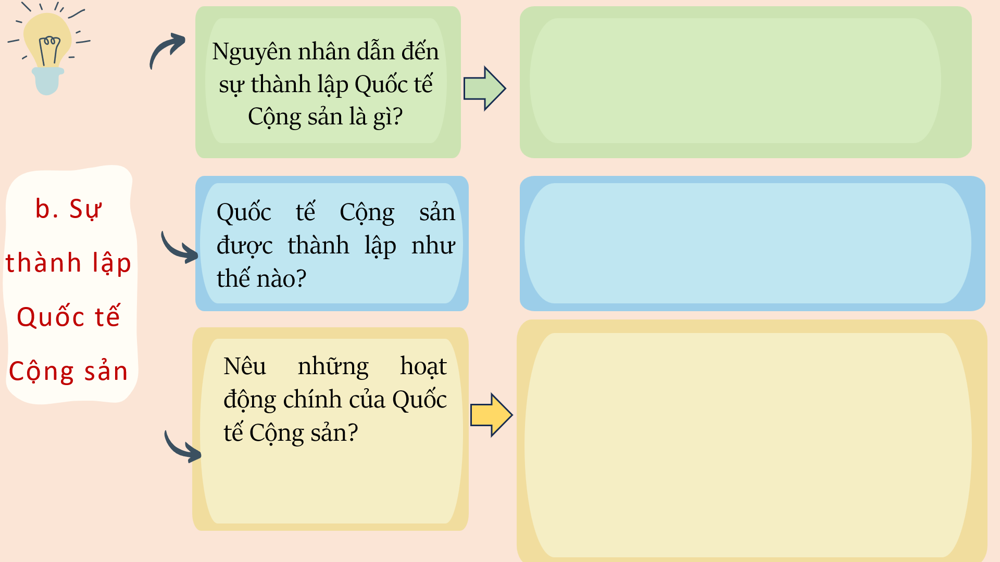 b. Sự
thành lập
Quốc tế
Cộng sản
Nguyên nhân dẫn đến
sự thành lập Quốc tế
Cộng sản là gì?
Quốc tế Cộng sản
được thành lập như
thế nào?
Nêu những hoạt
động chính của Quốc
tế Cộng sản?